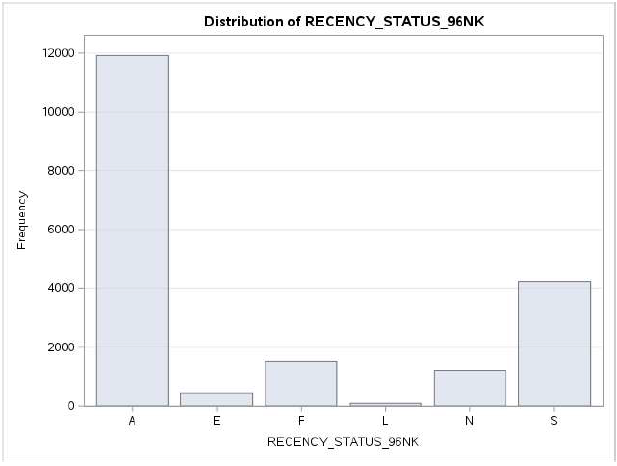 Distribution of RECENCY_STATUS_96NK
12000
10000
8000
6000
4000
2000
0
Frequency
A E F L N S
RECENCY_STATUS_96NK